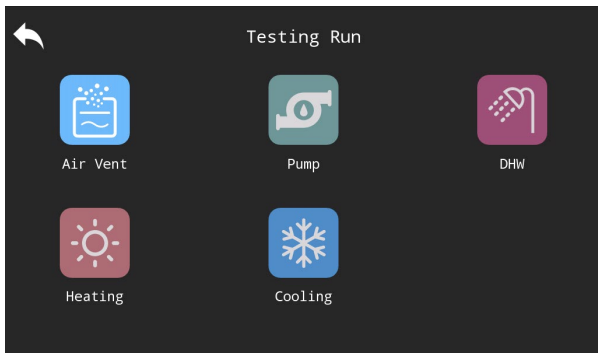 Testing Run
Air Vent
Pump
DHW
Heating
Cooling